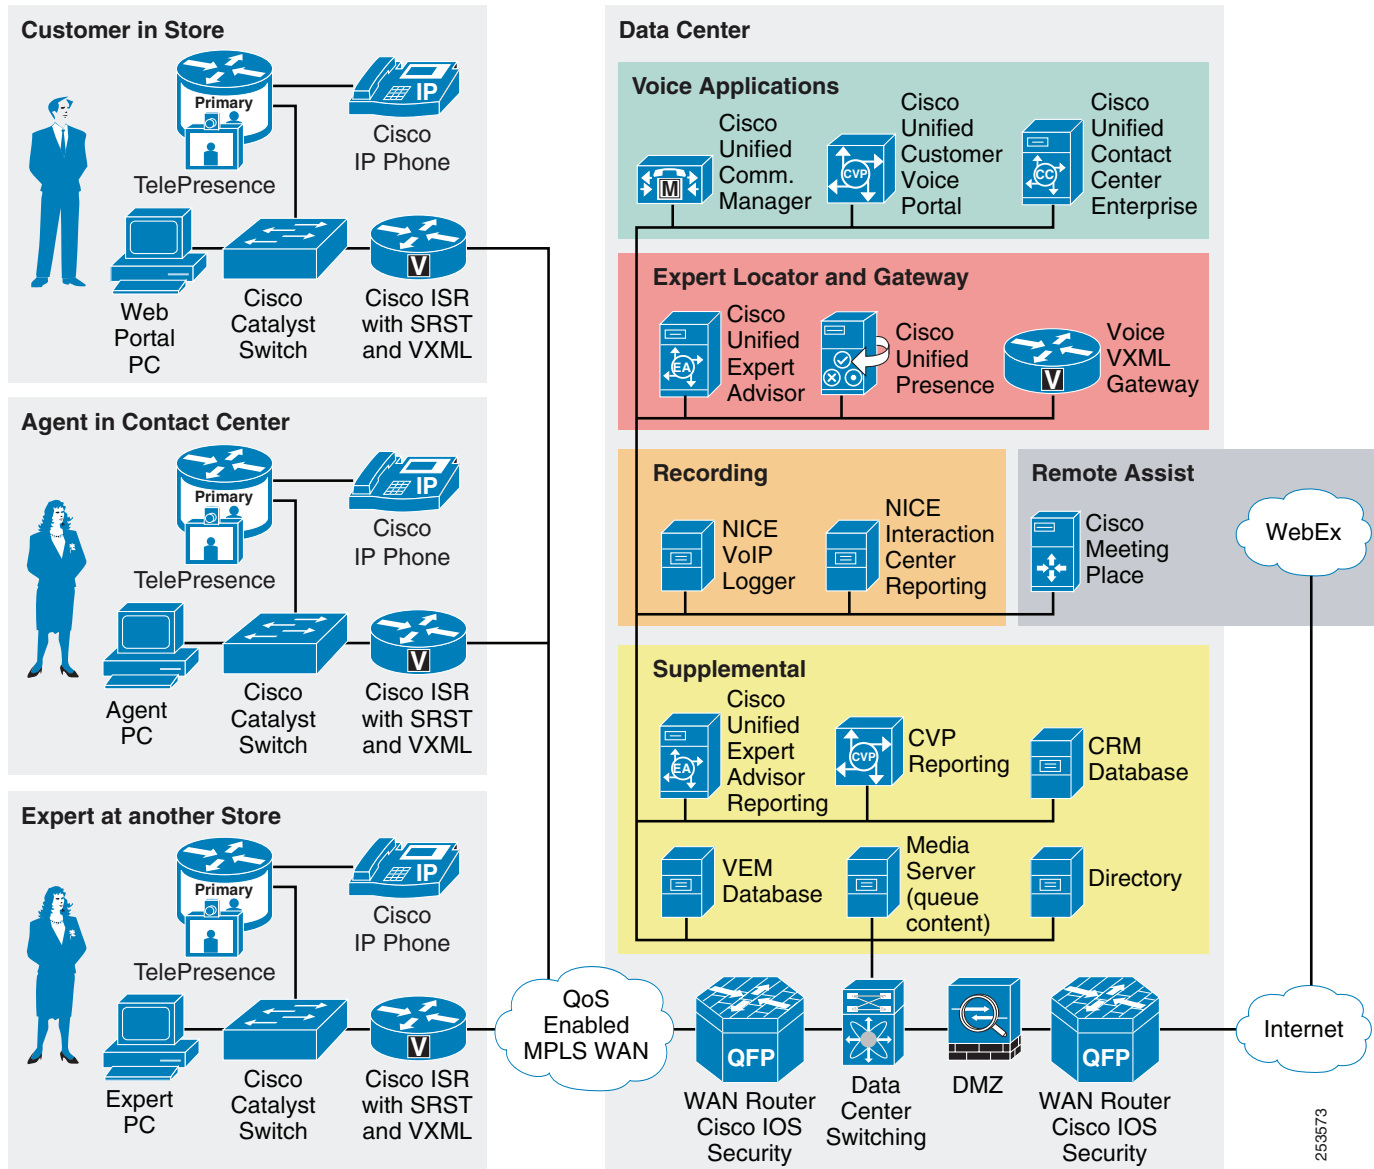 Customer in Store
Primary
TelePresence
IP
Cisco
IP Phone
Web
Portal
PC
Cisco
Catalyst
Switch
V
Cisco ISR
with SRST
and VXML
Agent in Contact Center
Primary
TelePresence
IP
Cisco
IP Phone
Agent
PC
Cisco
Catalyst
Switch
V
Cisco ISR
with SRST
and VXML
Expert at another Store
Primary
TelePresence
IP
Cisco
IP Phone
Expert
PC
Cisco
Catalyst
Switch
V
Cisco ISR
with SRST
and VXML
QoS
Enabled
MPLS WAN
Data Center
Voice Applications
M
Cisco
Unified
Comm.
Manager
CVP
Cisco
Unified
Customer
Voice
Portal
CC
Cisco
Unified
Contact
Center
Enterprise
Expert Locator and Gateway
EA
Cisco
Unified
Expert
Advisor
Cisco
Unified
Presence
V
Voice
VXML
Gateway
Recording
NICE
VoIP
Logger
NICE
Interaction
Center
Reporting
Remote Assist
Cisco
Meeting
Place
WebEx
Supplemental
EA
Cisco
Unified
Expert
Advisor
Reporting
CVP
CVP
Reporting
CRM
Database
VEM
Database
Media
Server
(queue
content)
Directory
QFP
WAN Router
Cisco IOS
Security
Data
Center
Switching
DMZ
QFP
WAN Router
Cisco IOS
Security
Internet
253573